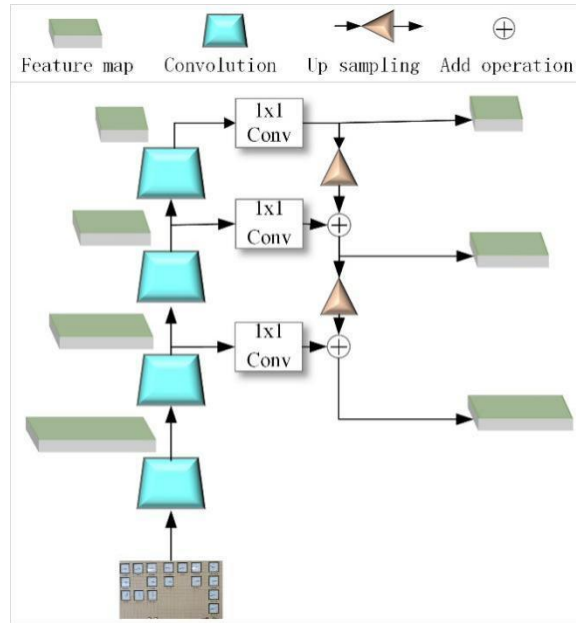 Feature map Convolution Up sampling Add operation
1x1
Conv
1x1
Conv
1x1
Conv